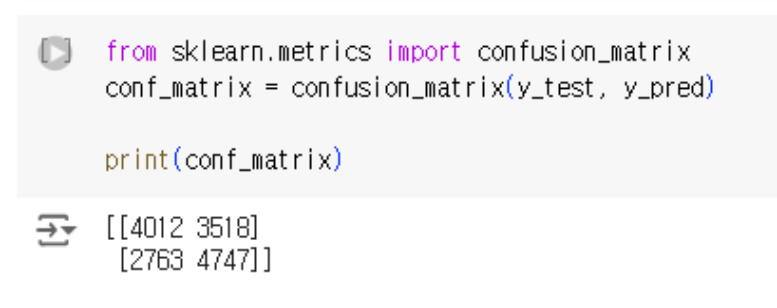 from sklearn.metrics import confusion_matrix
conf_matrix = confusion_matrix(y_test, y_pred)
print(conf_matrix)
[[4012 3518]
[2763 4747]]